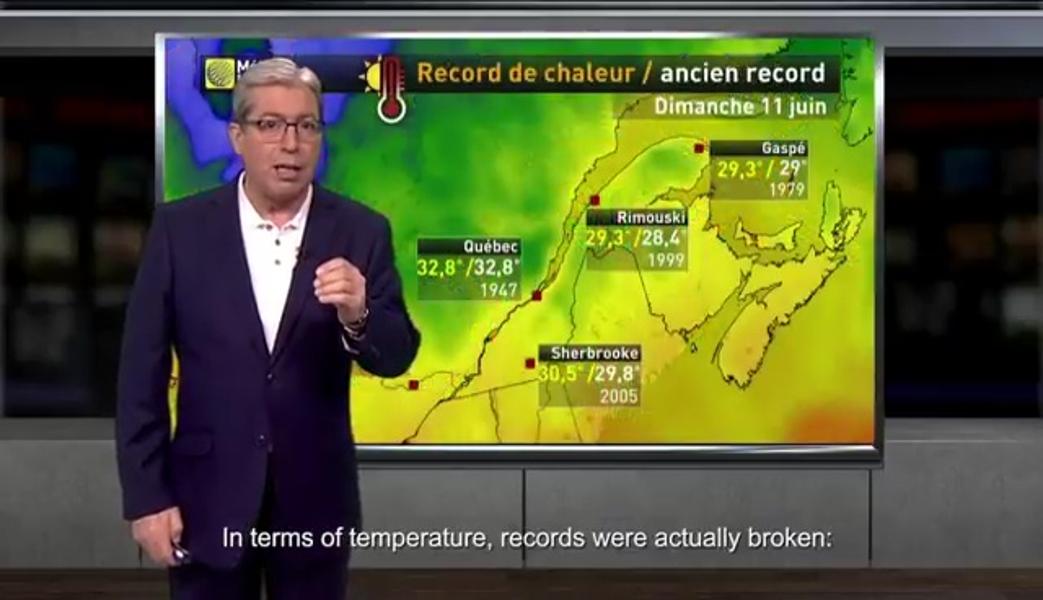 Mé
Record de chaleur / ancien record
Dimanche 11 juin
Gaspé
29,3° / 29°
1979
Rimouski
29,3° /28,4°
1999
Québec
32,8° /32,8°
1947
Sherbrooke
30,5° /29,8°
2005
In terms of temperature, records were actually broken: